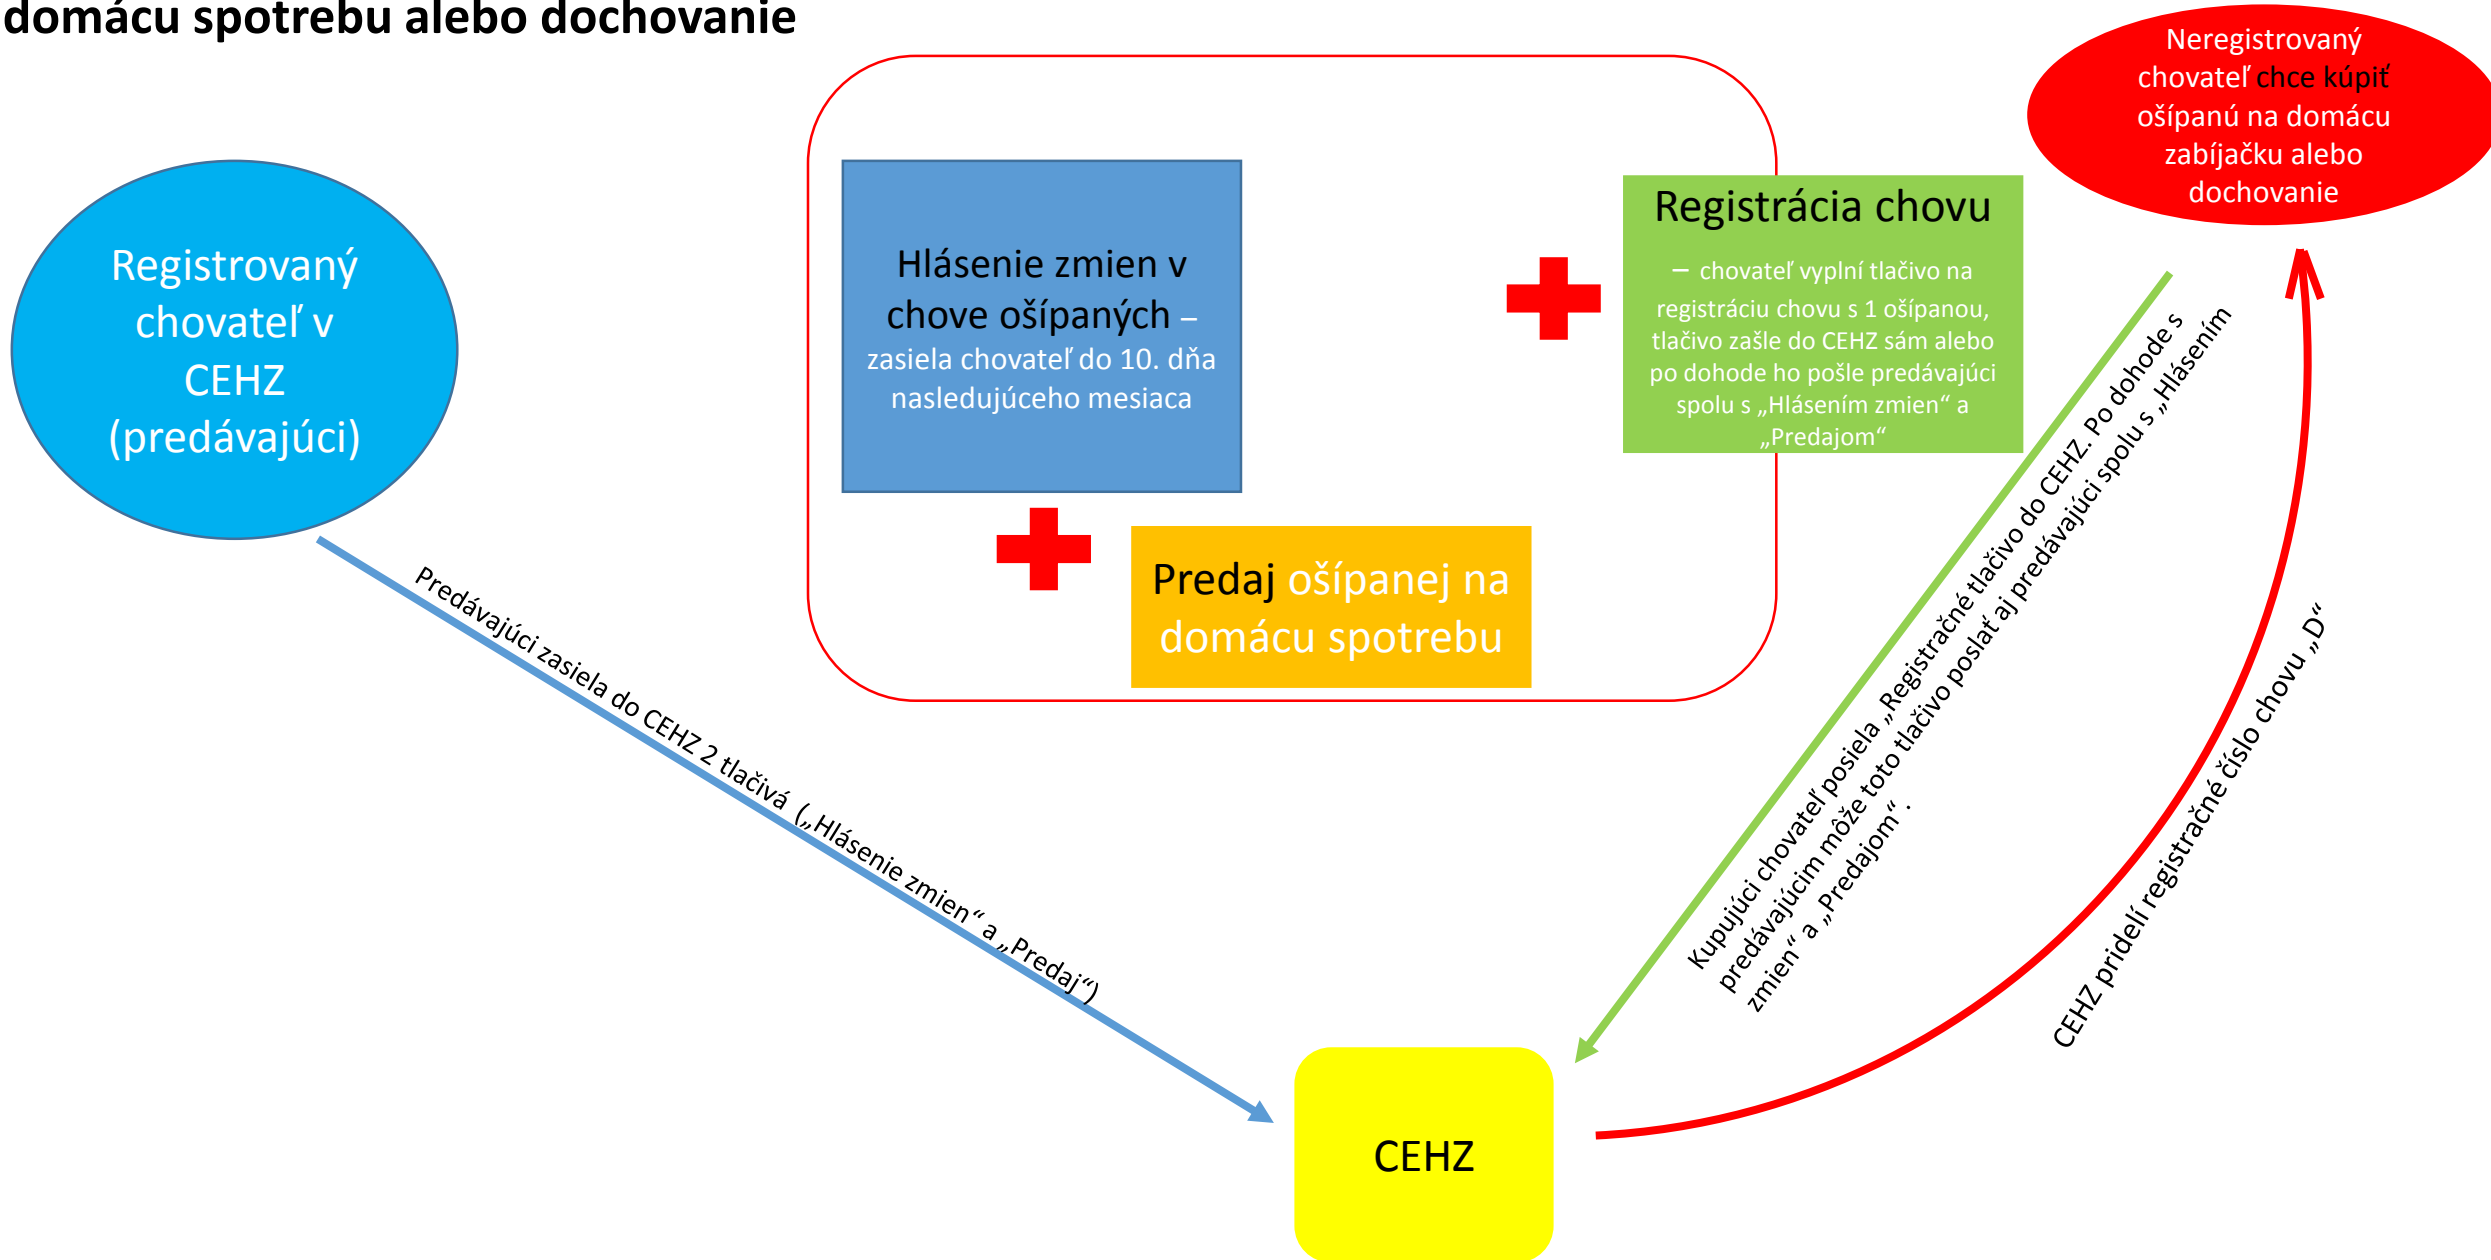 domácu spotrebu alebo dochovanie
Neregistrovaný
chovateľ chce kúpiť
ošípanú na domácu
zabíjačku alebo
dochovanie
Registrovaný
chovateľ v
CEHZ
(predávajúci)
Hlásenie zmien v
chove ošípaných –
zasiela chovateľ do 10. dňa
nasledujúceho mesiaca
Registrácia chovu
– chovateľ vyplní tlačivo na
registráciu chovu s 1 ošípanou,
tlačivo zašle do CEHZ sám alebo
po dohode ho pošle predávajúci
spolu s „Hlásením zmien“ a
„Predajom“
Predaj ošípanej na
domácu spotrebu
Predávajúci zasiela do CEHZ 2 tlačivá („Hlásenie zmien“ a „Predaj“)
Kupujúci chovateľ posiela „Registračné tlačivo do CEHZ. Po dohode s
predávajúcim môže toto tlačivo poslať aj predávajúci spolu s „Hlásením
zmien“ a „Predajom“.
CEHZ pridelí registračné číslo chovu „D“
CEHZ